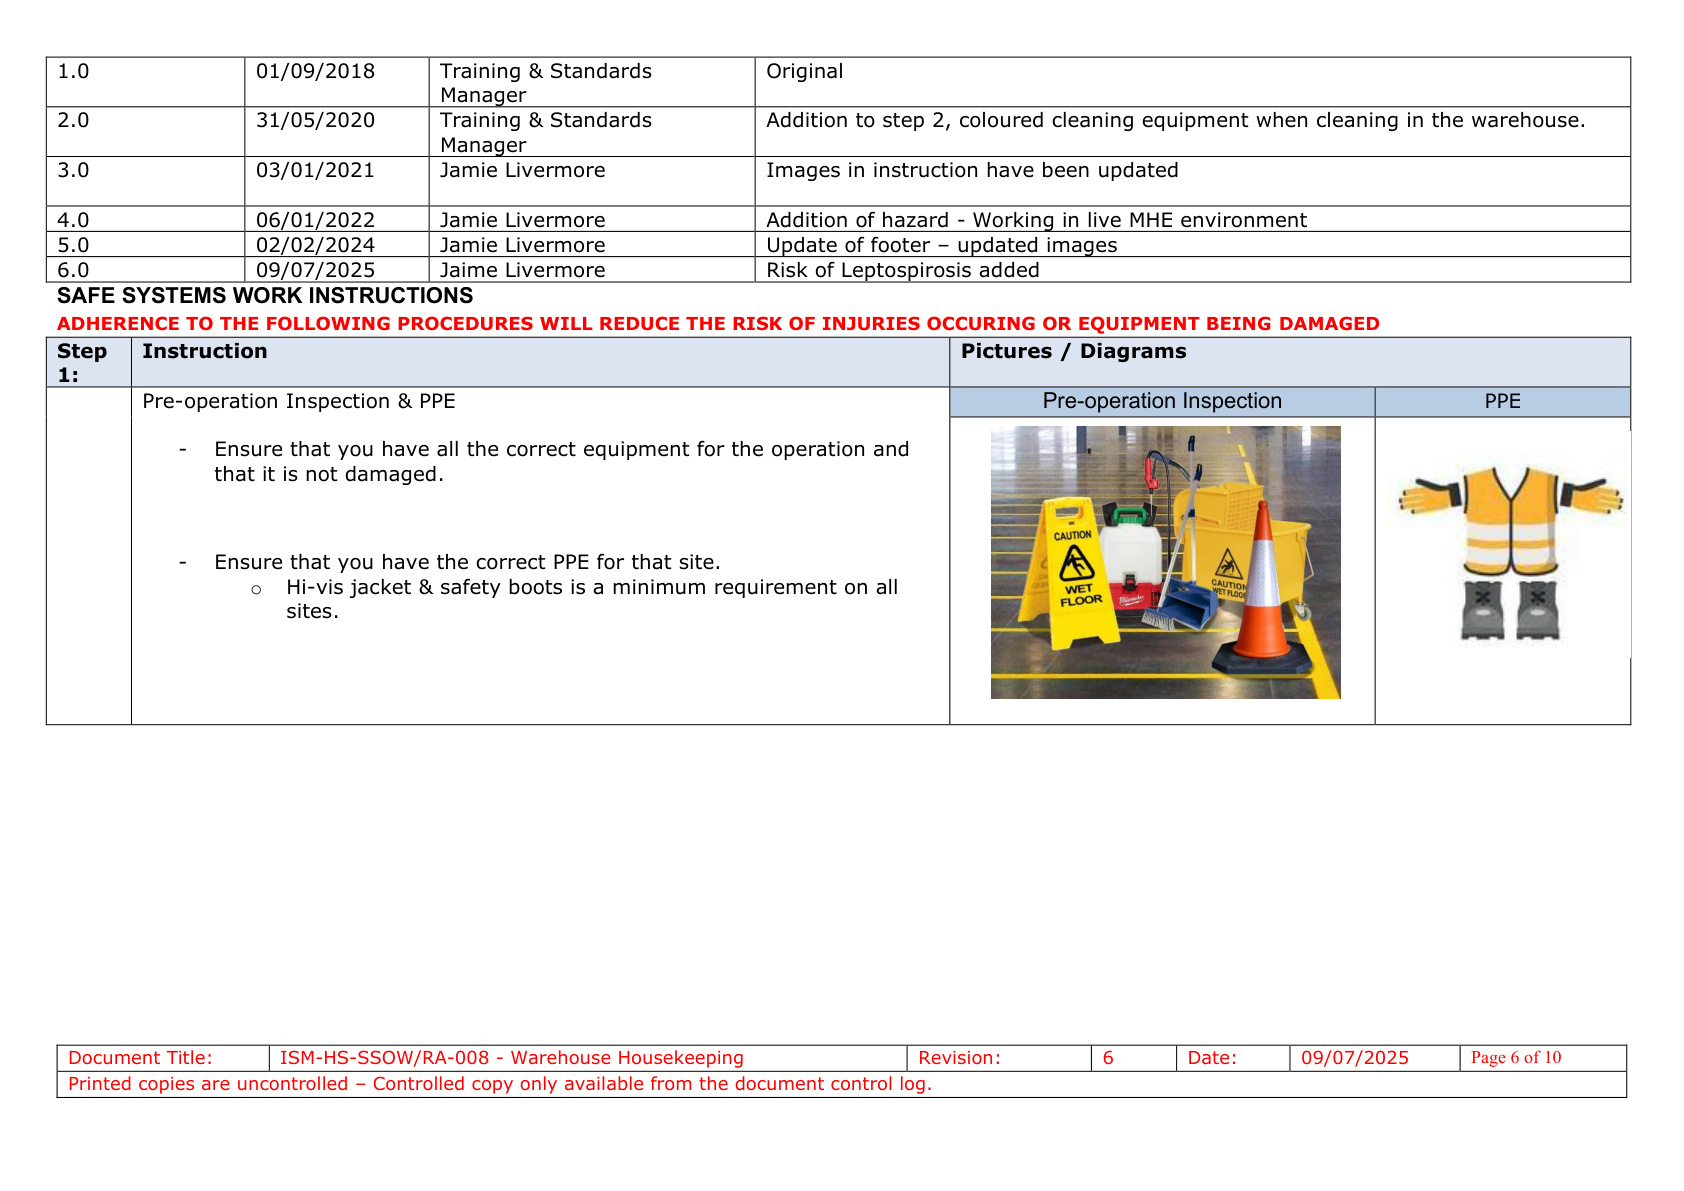 1.0 01/09/2018 Training & Standards Manager Original
2.0 31/05/2020 Training & Standards Manager Addition to step 2, coloured cleaning equipment when cleaning in the warehouse.
3.0 03/01/2021 Jamie Livermore Images in instruction have been updated
4.0 06/01/2022 Jamie Livermore Addition of hazard - Working in live MHE environment
5.0 02/02/2024 Jamie Livermore Update of footer – updated images
6.0 09/07/2025 Jaime Livermore Risk of Leptospirosis added
SAFE SYSTEMS WORK INSTRUCTIONS
ADHERENCE TO THE FOLLOWING PROCEDURES WILL REDUCE THE RISK OF INJURIES OCCURING OR EQUIPMENT BEING DAMAGED
Step 1: Instruction Pictures / Diagrams
Pre-operation Inspection & PPE
- Ensure that you have all the correct equipment for the operation and
that it is not damaged.
- Ensure that you have the correct PPE for that site.
o Hi-vis jacket & safety boots is a minimum requirement on all
sites.
Pre-operation Inspection PPE
CAUTION
WET
FLOOR
Milwaukee
CAUTION
WET FLOOR
Document Title: ISM-HS-SSOW/RA-008 - Warehouse Housekeeping Revision: 6 Date: 09/07/2025 Page 6 of 10
Printed copies are uncontrolled – Controlled copy only available from the document control log.